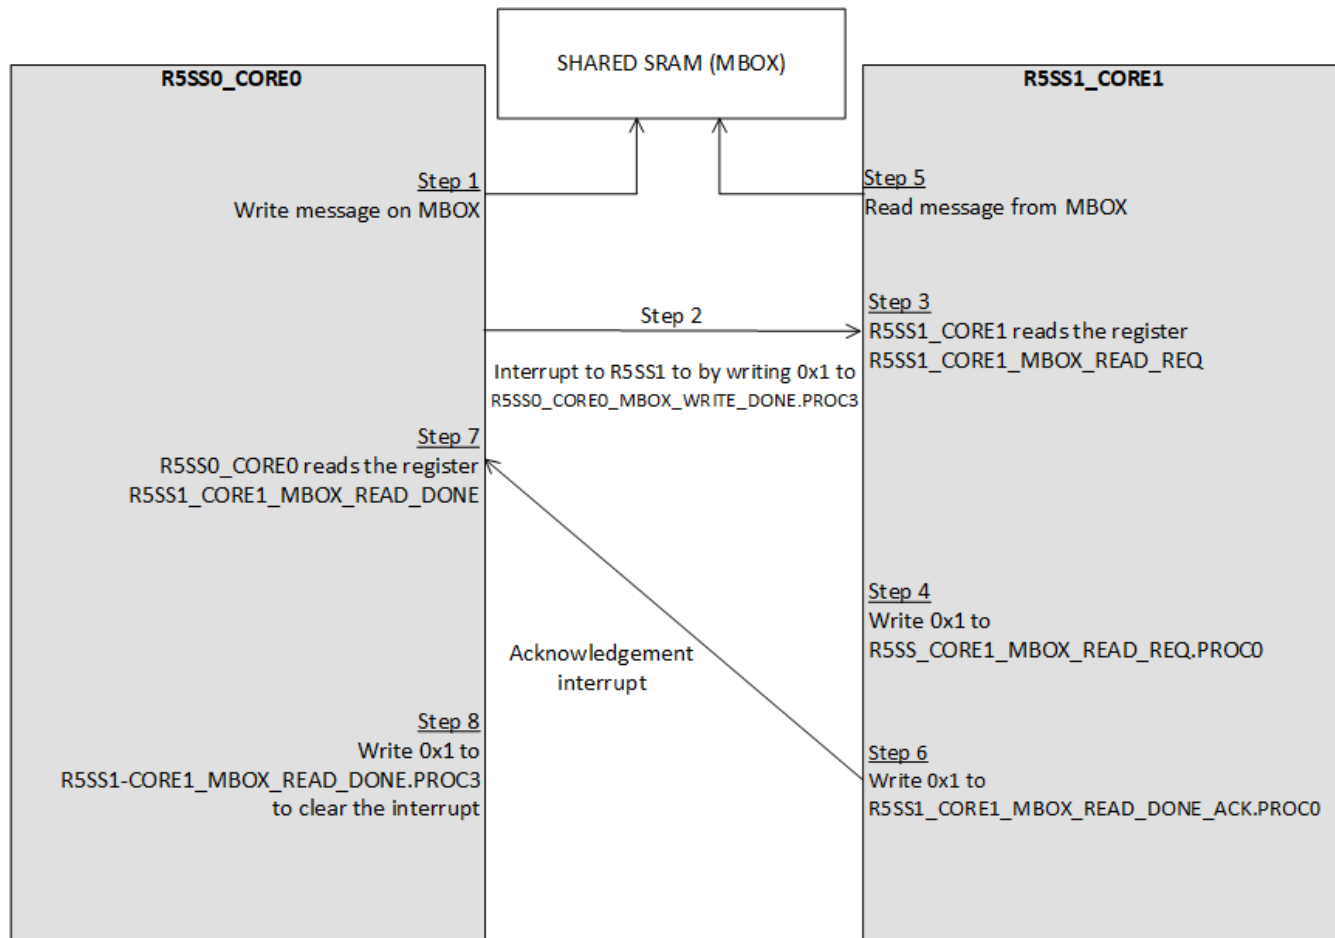 SHARED SRAM (MBOX)
R5SS0_CORE0
R5SS1_CORE1
Step 1
Write message on MBOX
Step 5
Read message from MBOX
Step 2
Interrupt to R5SS1 to by writing 0x1 to
R5SS0_CORE0_MBOX_WRITE_DONE.PROC3
Step 3
R5SS1_CORE1 reads the register
R5SS1_CORE1_MBOX_READ_REQ
Step 7
R5SS0_CORE0 reads the register
R5SS1_CORE1_MBOX_READ_DONE
Step 4
Write 0x1 to
R5SS_CORE1_MBOX_READ_REQ.PROC0
Acknowledgement
interrupt
Step 8
Write 0x1 to
R5SS1-CORE1_MBOX_READ_DONE.PROC3
to clear the interrupt
Step 6
Write 0x1 to
R5SS1_CORE1_MBOX_READ_DONE_ACK.PROC0